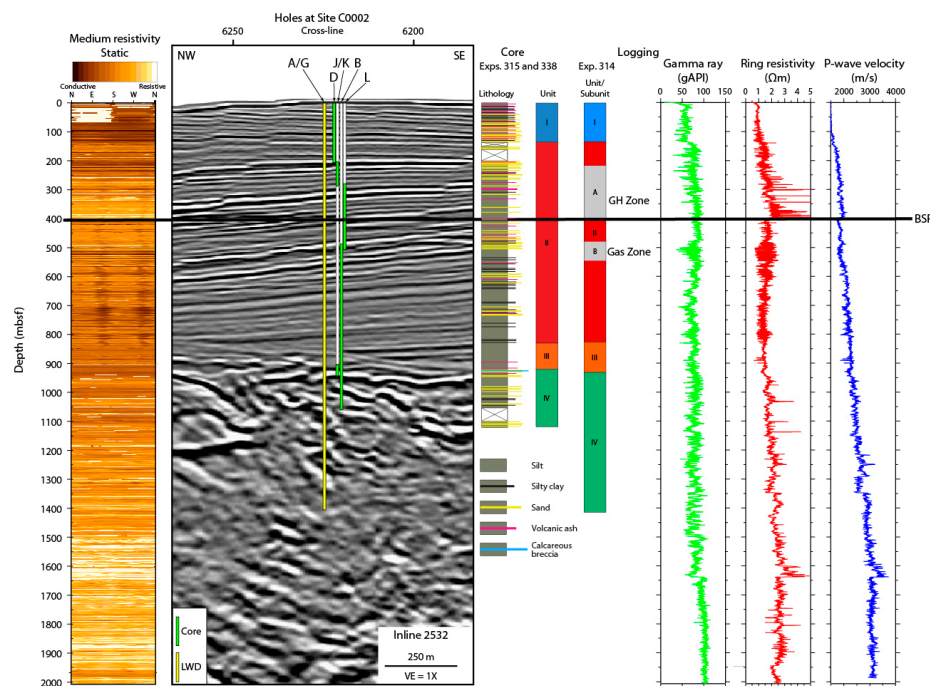 Holes at Site C0002
Cross-line
6250
6200
Medium resistivity
Static
Conductive
Resistive
N E S W N
NW
SE
A/G
J/K
B
D
L
Core
Exps. 315 and 338
Lithology
Unit
Logging
Exp. 314
Unit/
Subunit
Gamma ray
(gAPI)
0 50 100 150
Ring resistivity
(Ωm)
0 1 2 3 4 5
P-wave velocity
(m/s)
2000 3000 4000
Depth (mbsf)
0
100
200
300
400
500
600
700
800
900
1000
1100
1200
1300
1400
1500
1600
1700
1800
1900
2000
I
II
III
IV
I
A
GH Zone
II
B
Gas Zone
III
IV
BSR
Silt
Silty clay
Sand
Volcanic ash
Calcareous
breccia
Core
LWD
Inline 2532
250 m
VE = 1X